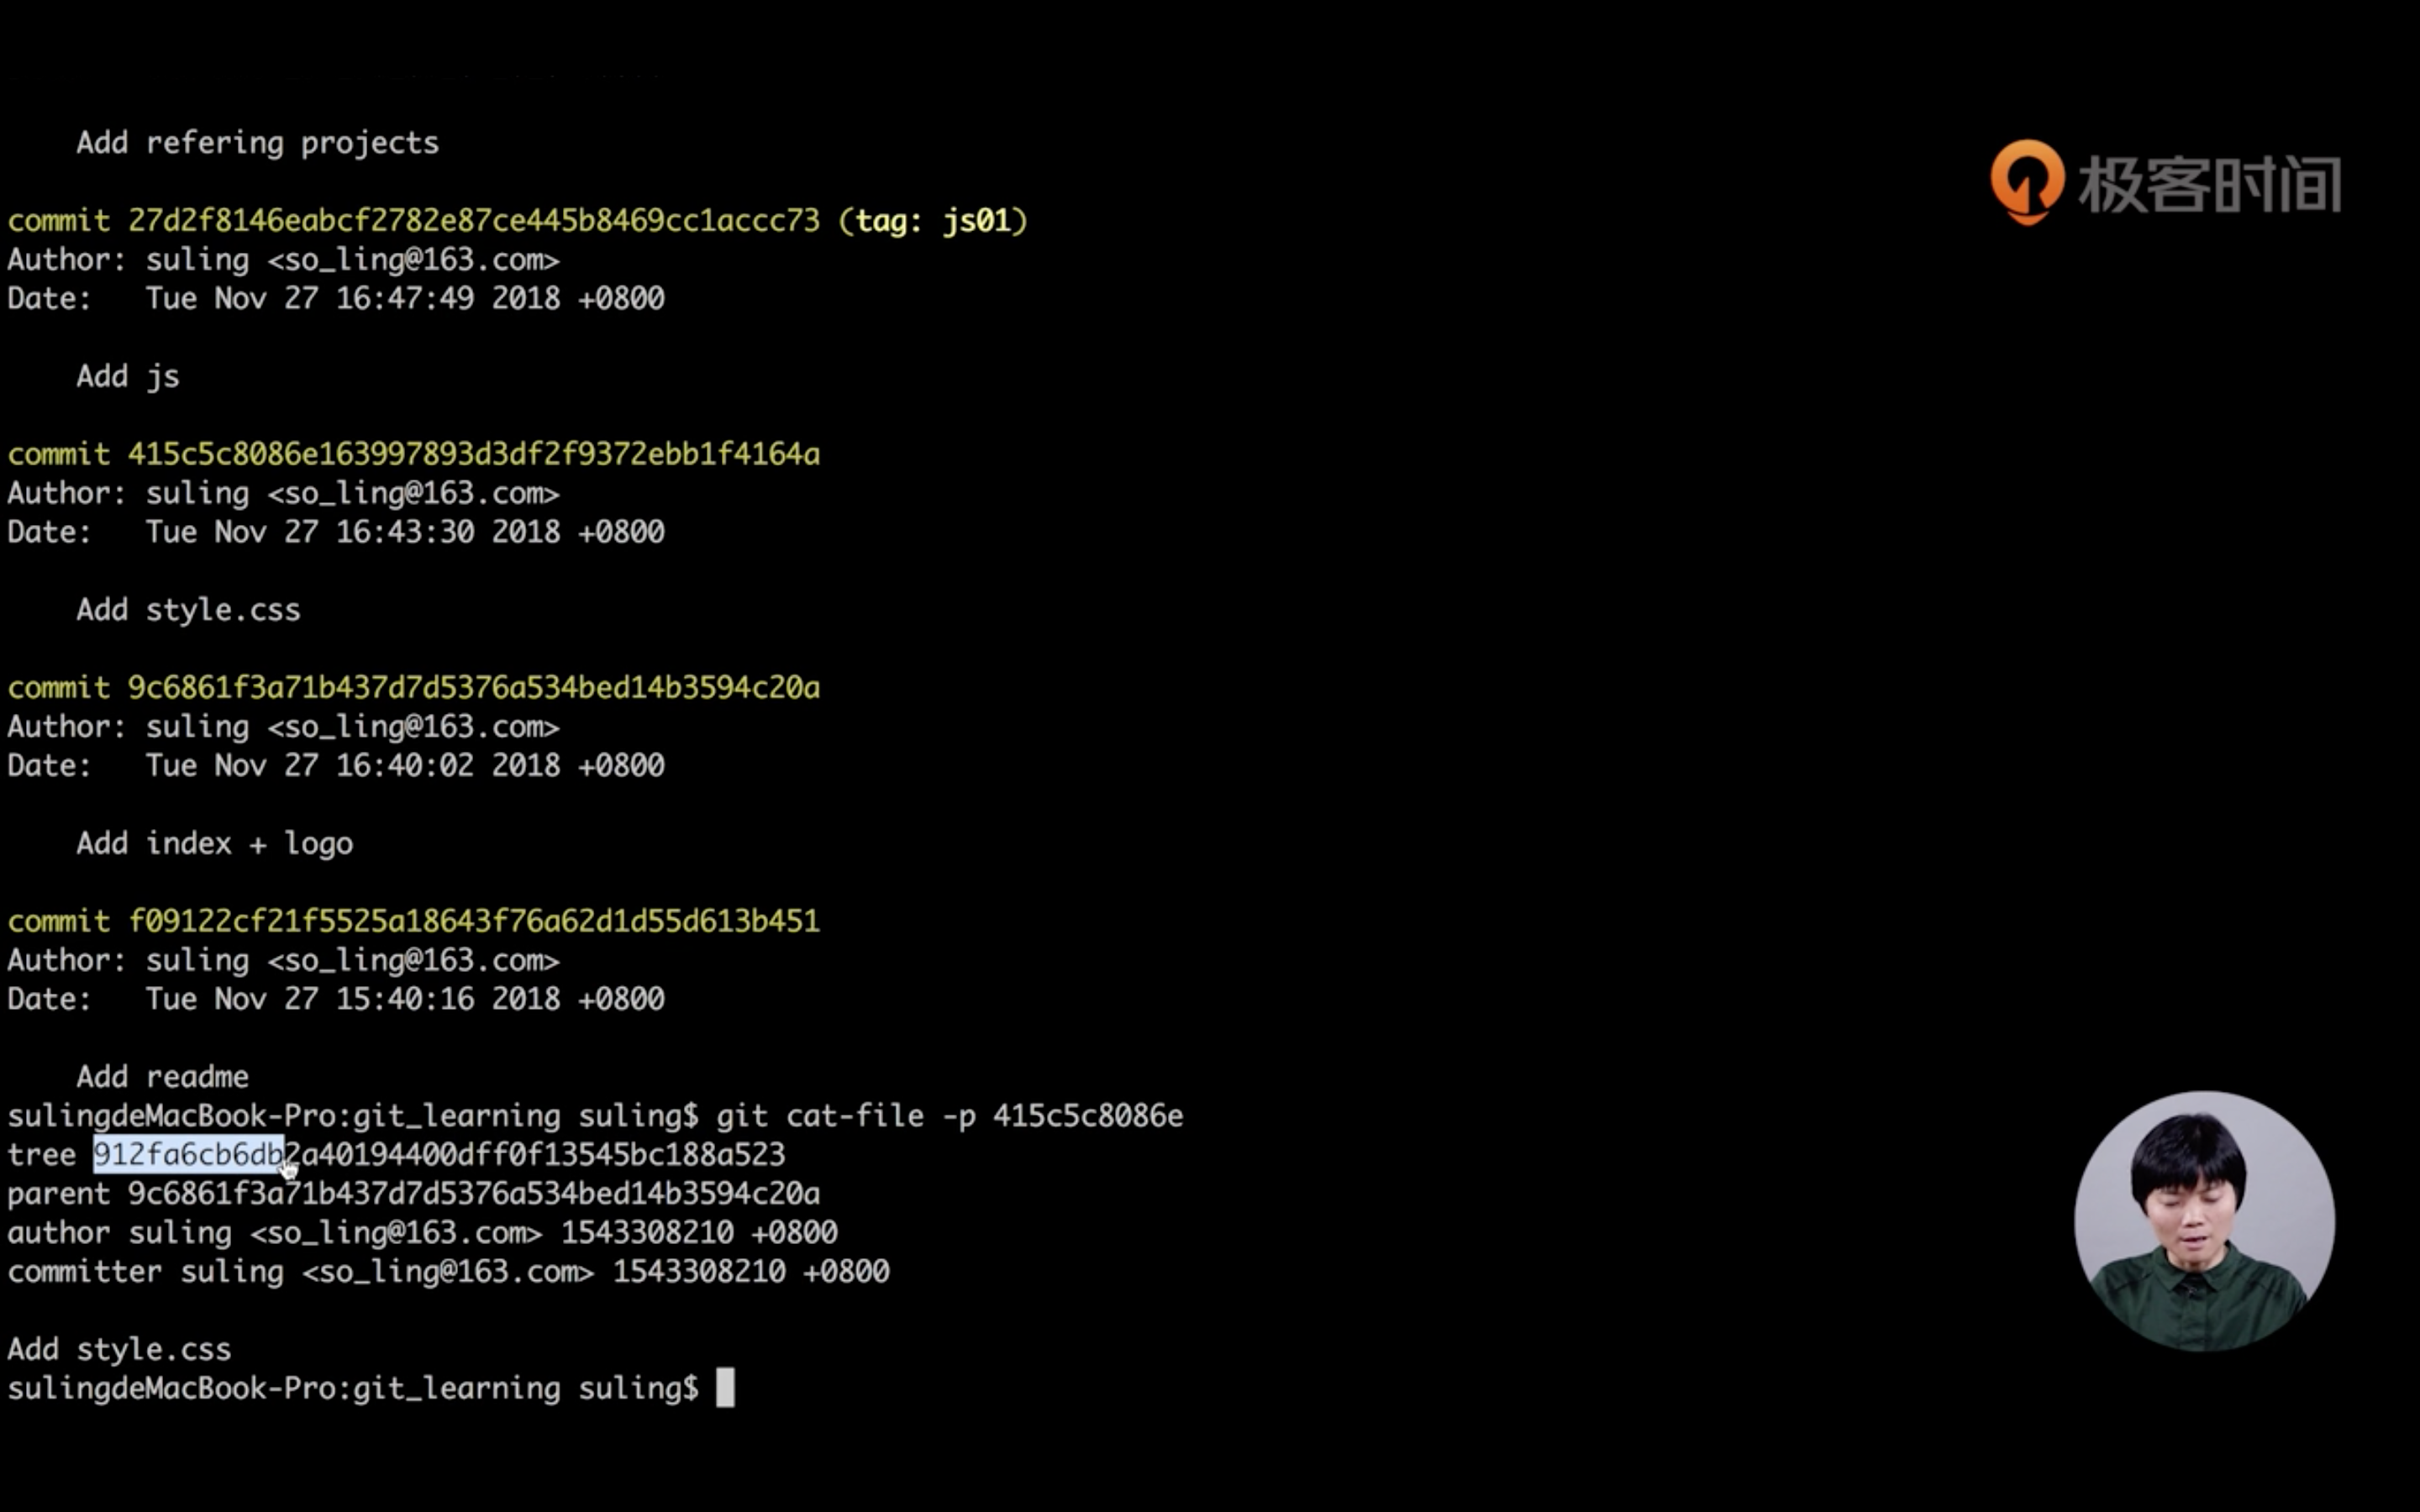 Add refering projects
commit 27d2f8146eabcf2782e87ce445b8469cc1accc73 (tag: js01)
Author: suling <so_ling@163.com>
Date:   Tue Nov 27 16:47:49 2018 +0800
Add js
commit 415c5c8086e163997893d3df2f9372ebb1f4164a
Author: suling <so_ling@163.com>
Date:   Tue Nov 27 16:43:30 2018 +0800
Add style.css
commit 9c6861f3a71b437d7d5376a534bed14b3594c20a
Author: suling <so_ling@163.com>
Date:   Tue Nov 27 16:40:02 2018 +0800
Add index + logo
commit f09122cf21f5525a18643f76a62d1d55d613b451
Author: suling <so_ling@163.com>
Date:   Tue Nov 27 15:40:16 2018 +0800
Add readme
sulingdeMacBook-Pro:git_learning suling$ git cat-file -p 415c5c8086e
tree 912fa6cb6db2a40194400dff0f13545bc188a523
parent 9c6861f3a71b437d7d5376a534bed14b3594c20a
author suling <so_ling@163.com> 1543308210 +0800
committer suling <so_ling@163.com> 1543308210 +0800
Add style.css
sulingdeMacBook-Pro:git_learning suling$
极客时间